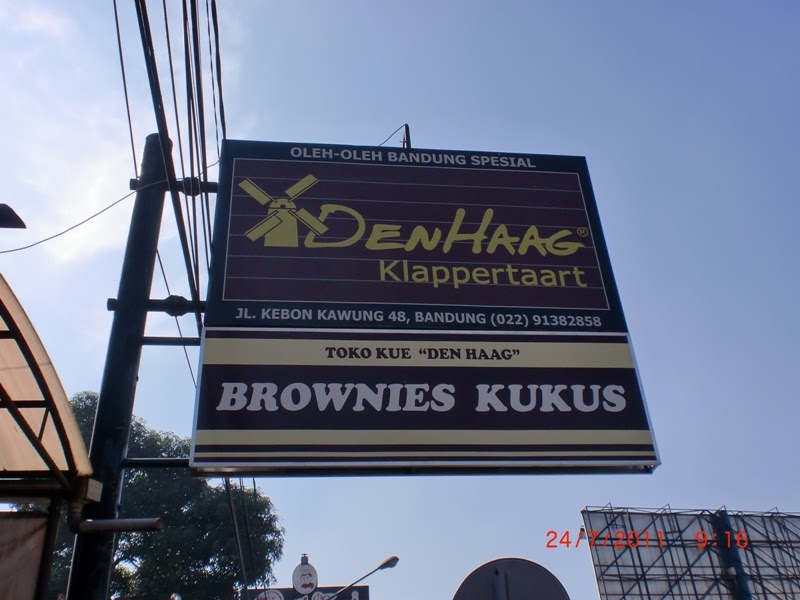 OLEH-OLEH BANDUNG SPESIAL
DENHAAG®
Klappertaart
JL. KEBON KAWUNG 48, BANDUNG (022) 91382858
TOKO KUE "DEN HAAG"
BROWNIES KUKUS
24/7/2011 9:16